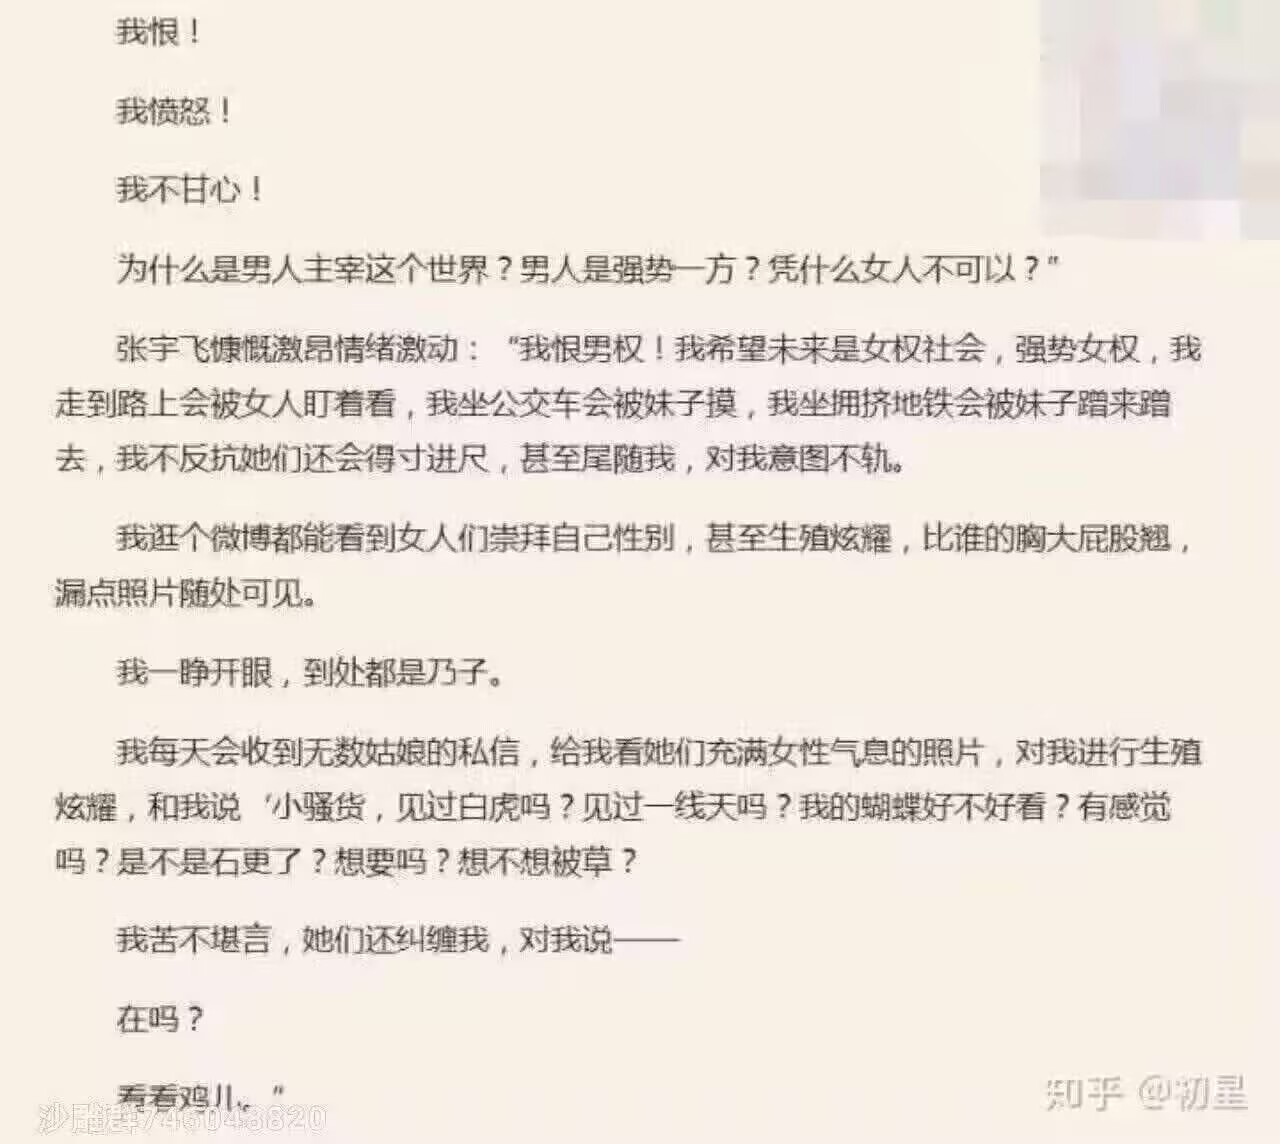 我恨！
我愤怒！
我不甘心！
为什么是男人主宰这个世界？男人是强势一方？凭什么女人不可以？”
张宇飞慷慨激昂情绪激动：“我恨男权！我希望未来是女权社会，强势女权，我
走到路上会被女人盯着看，我坐公交车会被妹子摸，我坐拥挤地铁会被妹子蹭来蹭
去，我不反抗她们还会得寸进尺，甚至尾随我，对我意图不轨。
我逛个微博都能看到女人们崇拜自己性别，甚至生殖炫耀，比谁的胸大屁股翘，
漏点照片随处可见。
我一睁开眼，到处都是乃子。
我每天会收到无数姑娘的私信，给我看她们充满女性气息的照片，对我进行生殖
炫耀，和我说‘小骚货，见过白虎吗？见过一线天吗？我的蝴蝶好不好看？有感觉
吗？是不是石更了？想要吗？想不想被草？
我苦不堪言，她们还纠缠我，对我说——
在吗？
看看鸡儿。”
沙雕群746048820
知乎 @初星